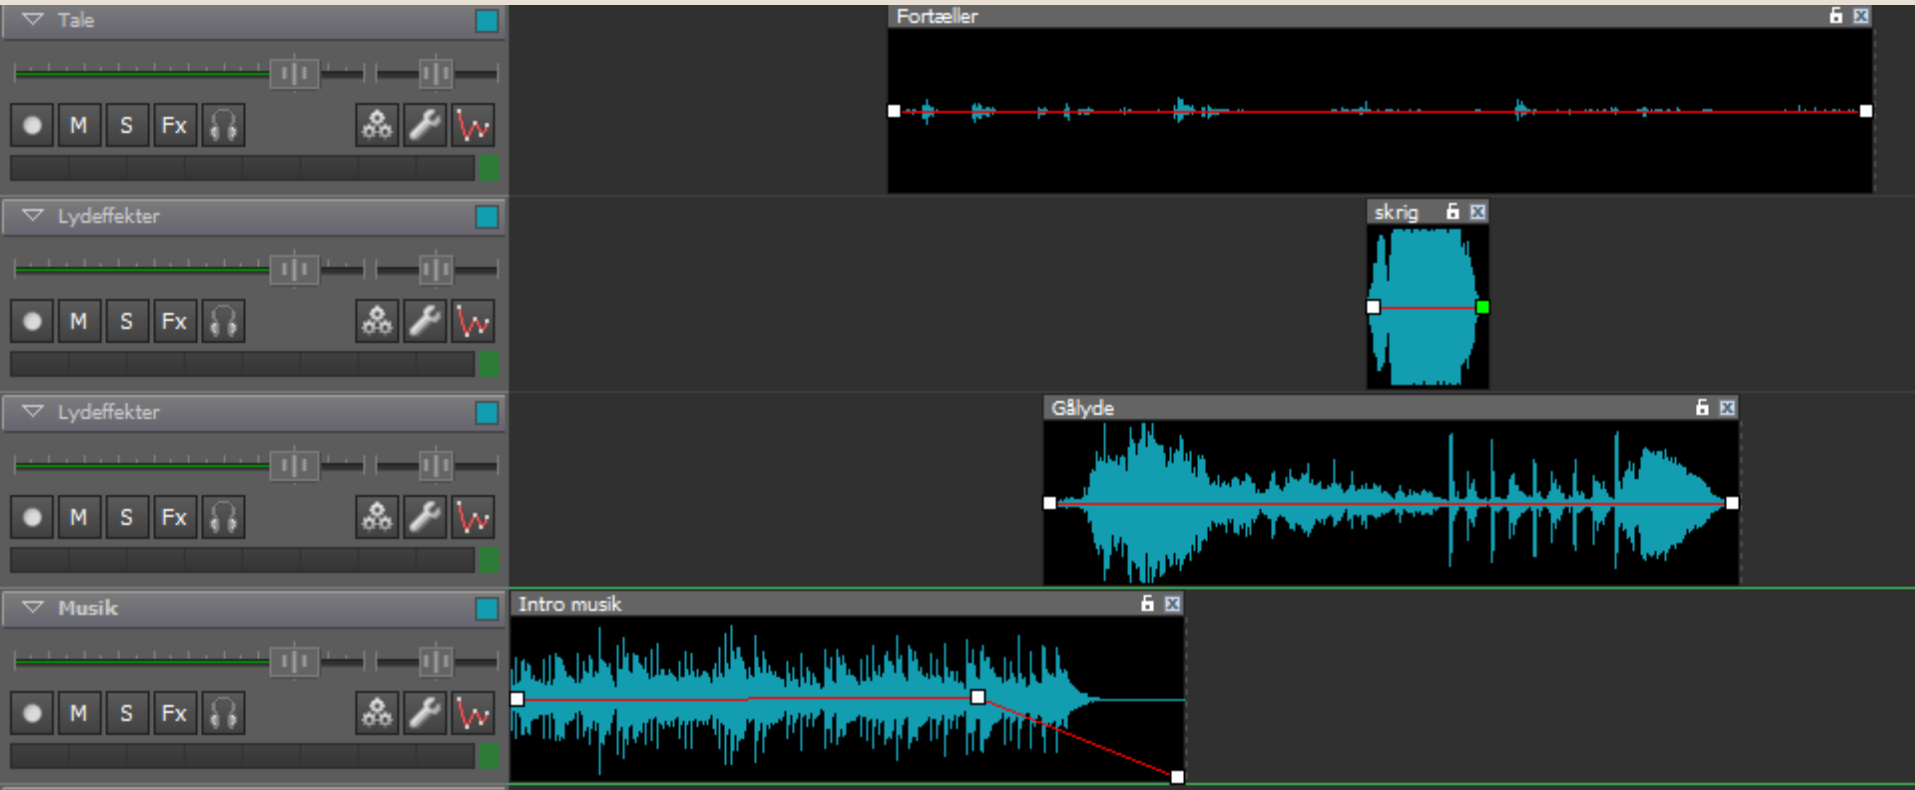 Tale
Fortæller
M S Fx
Lydeffekter
skrig
M S Fx
Lydeffekter
Gålyde
M S Fx
Musik
Intro musik
M S Fx